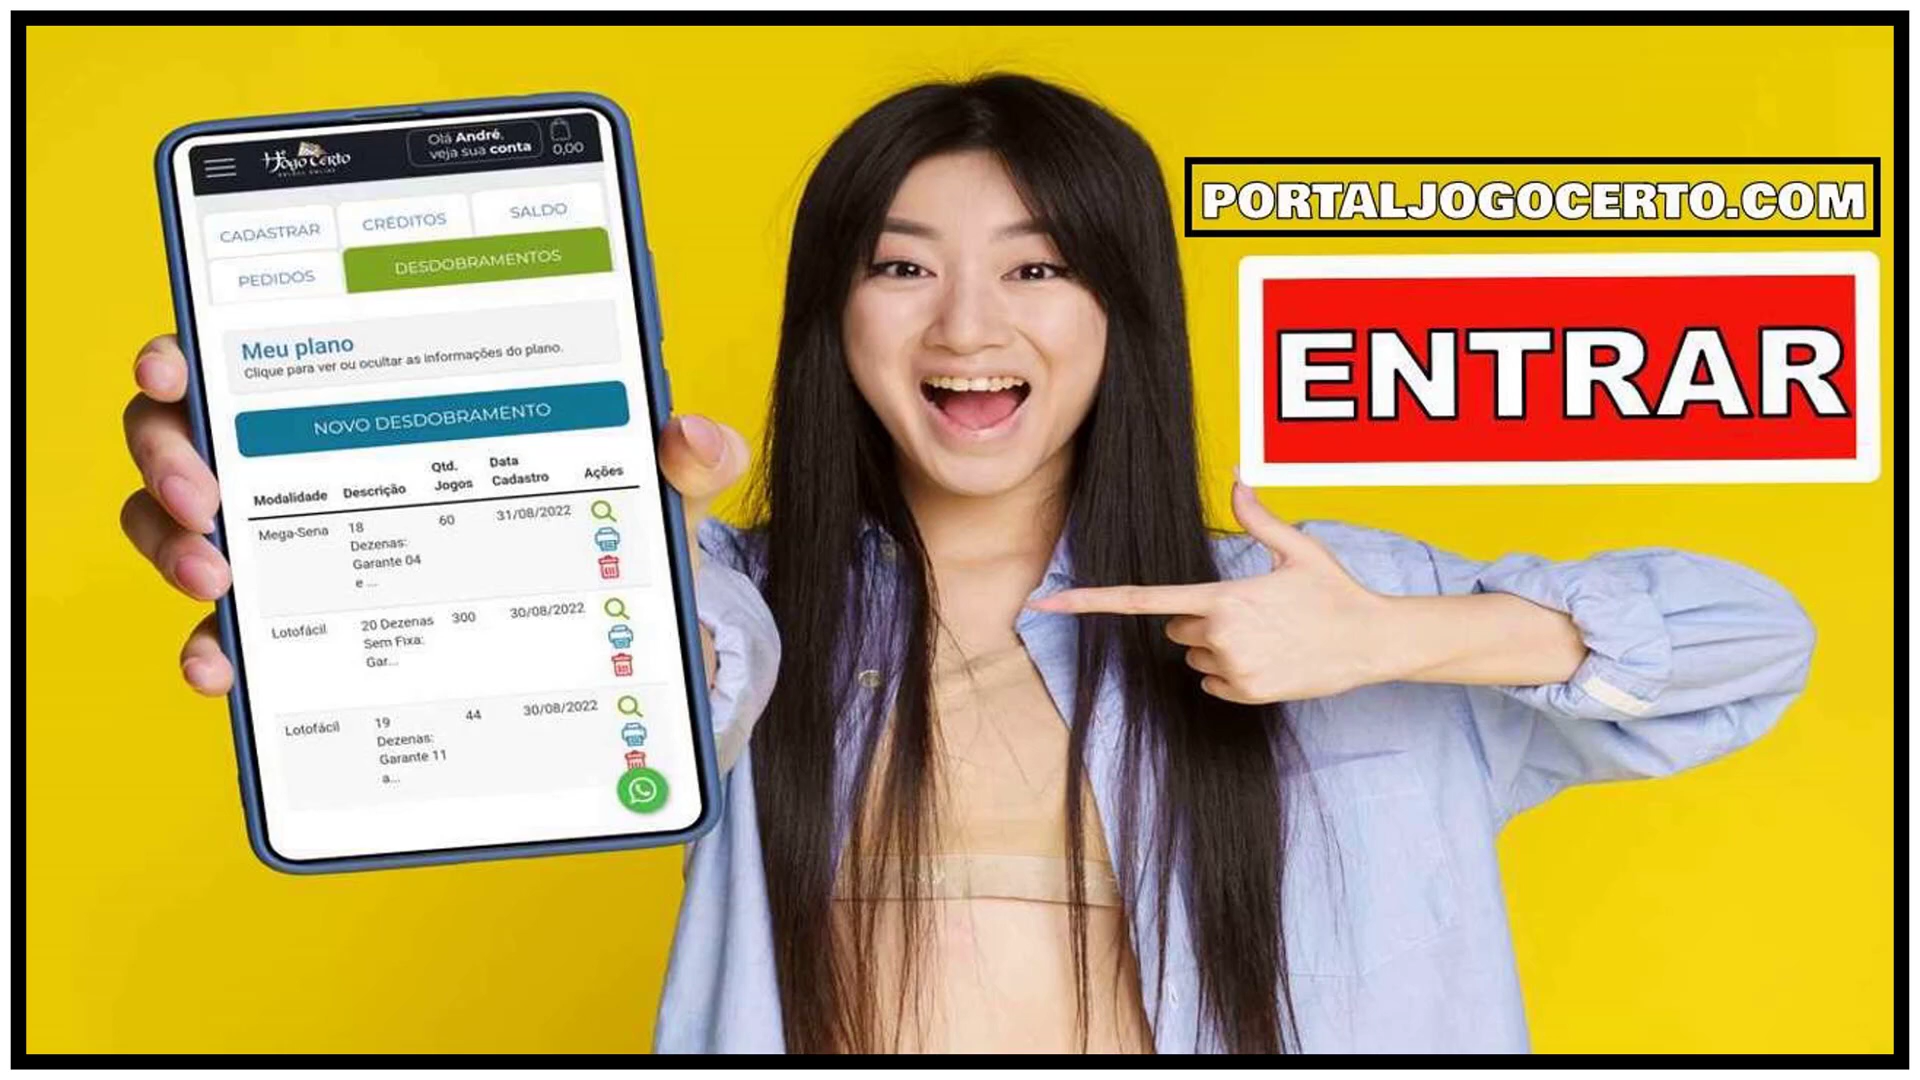 Jogo Certo
Olá André,
veja sua conta
0,00
CADASTRAR
CRÉDITOS
SALDO
PEDIDOS
DESDOBRAMENTOS
Meu plano
Clique para ver ou ocultar as informações do plano.
NOVO DESDOBRAMENTO
Modalidade
Descrição
Qtd.
Jogos
Data
Cadastro
Ações
Mega-Sena
18
Dezenas:
Garante 04
e ...
60
31/08/2022
Lotofácil
20 Dezenas
Sem Fixa:
Gar...
300
30/08/2022
Lotofácil
19
Dezenas:
Garante 11
a...
44
30/08/2022
PORTALJOGOCERTO.COM
ENTRAR